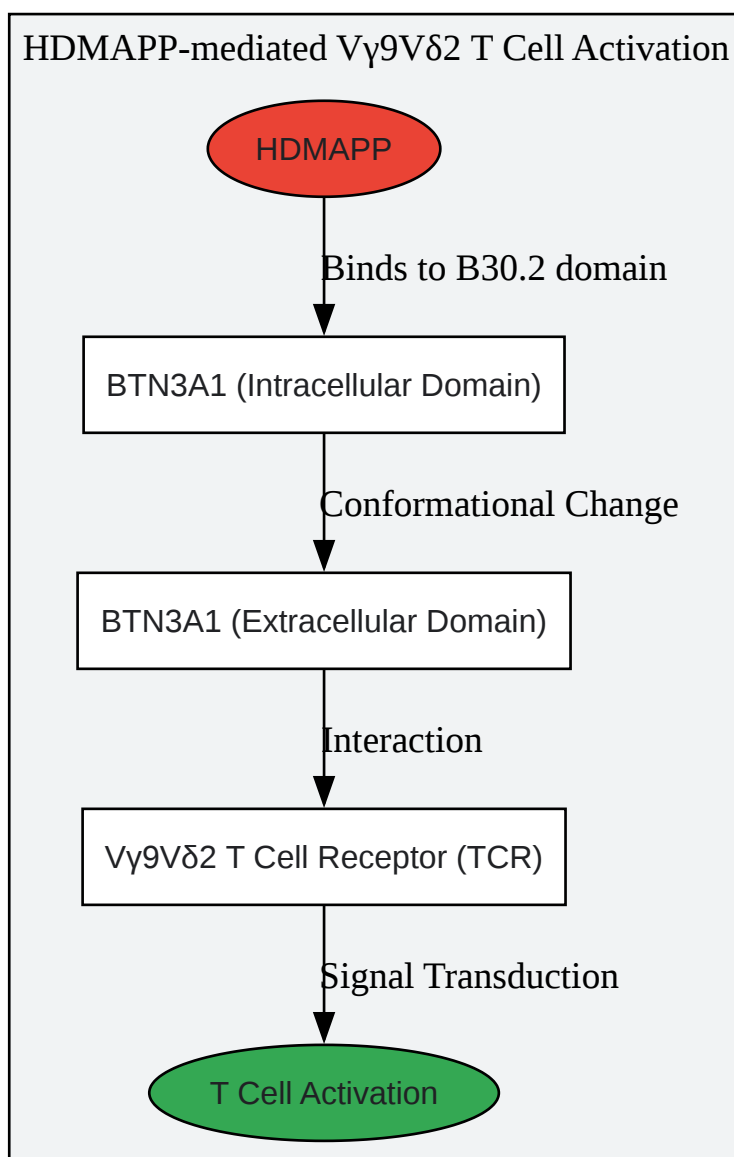 HDMAPP-mediated Vγ9Vδ2 T Cell Activation
HDMAPP
Binds to B30.2 domain
BTN3A1 (Intracellular Domain)
Conformational Change
BTN3A1 (Extracellular Domain)
Interaction
Vγ9Vδ2 T Cell Receptor (TCR)
Signal Transduction
T Cell Activation